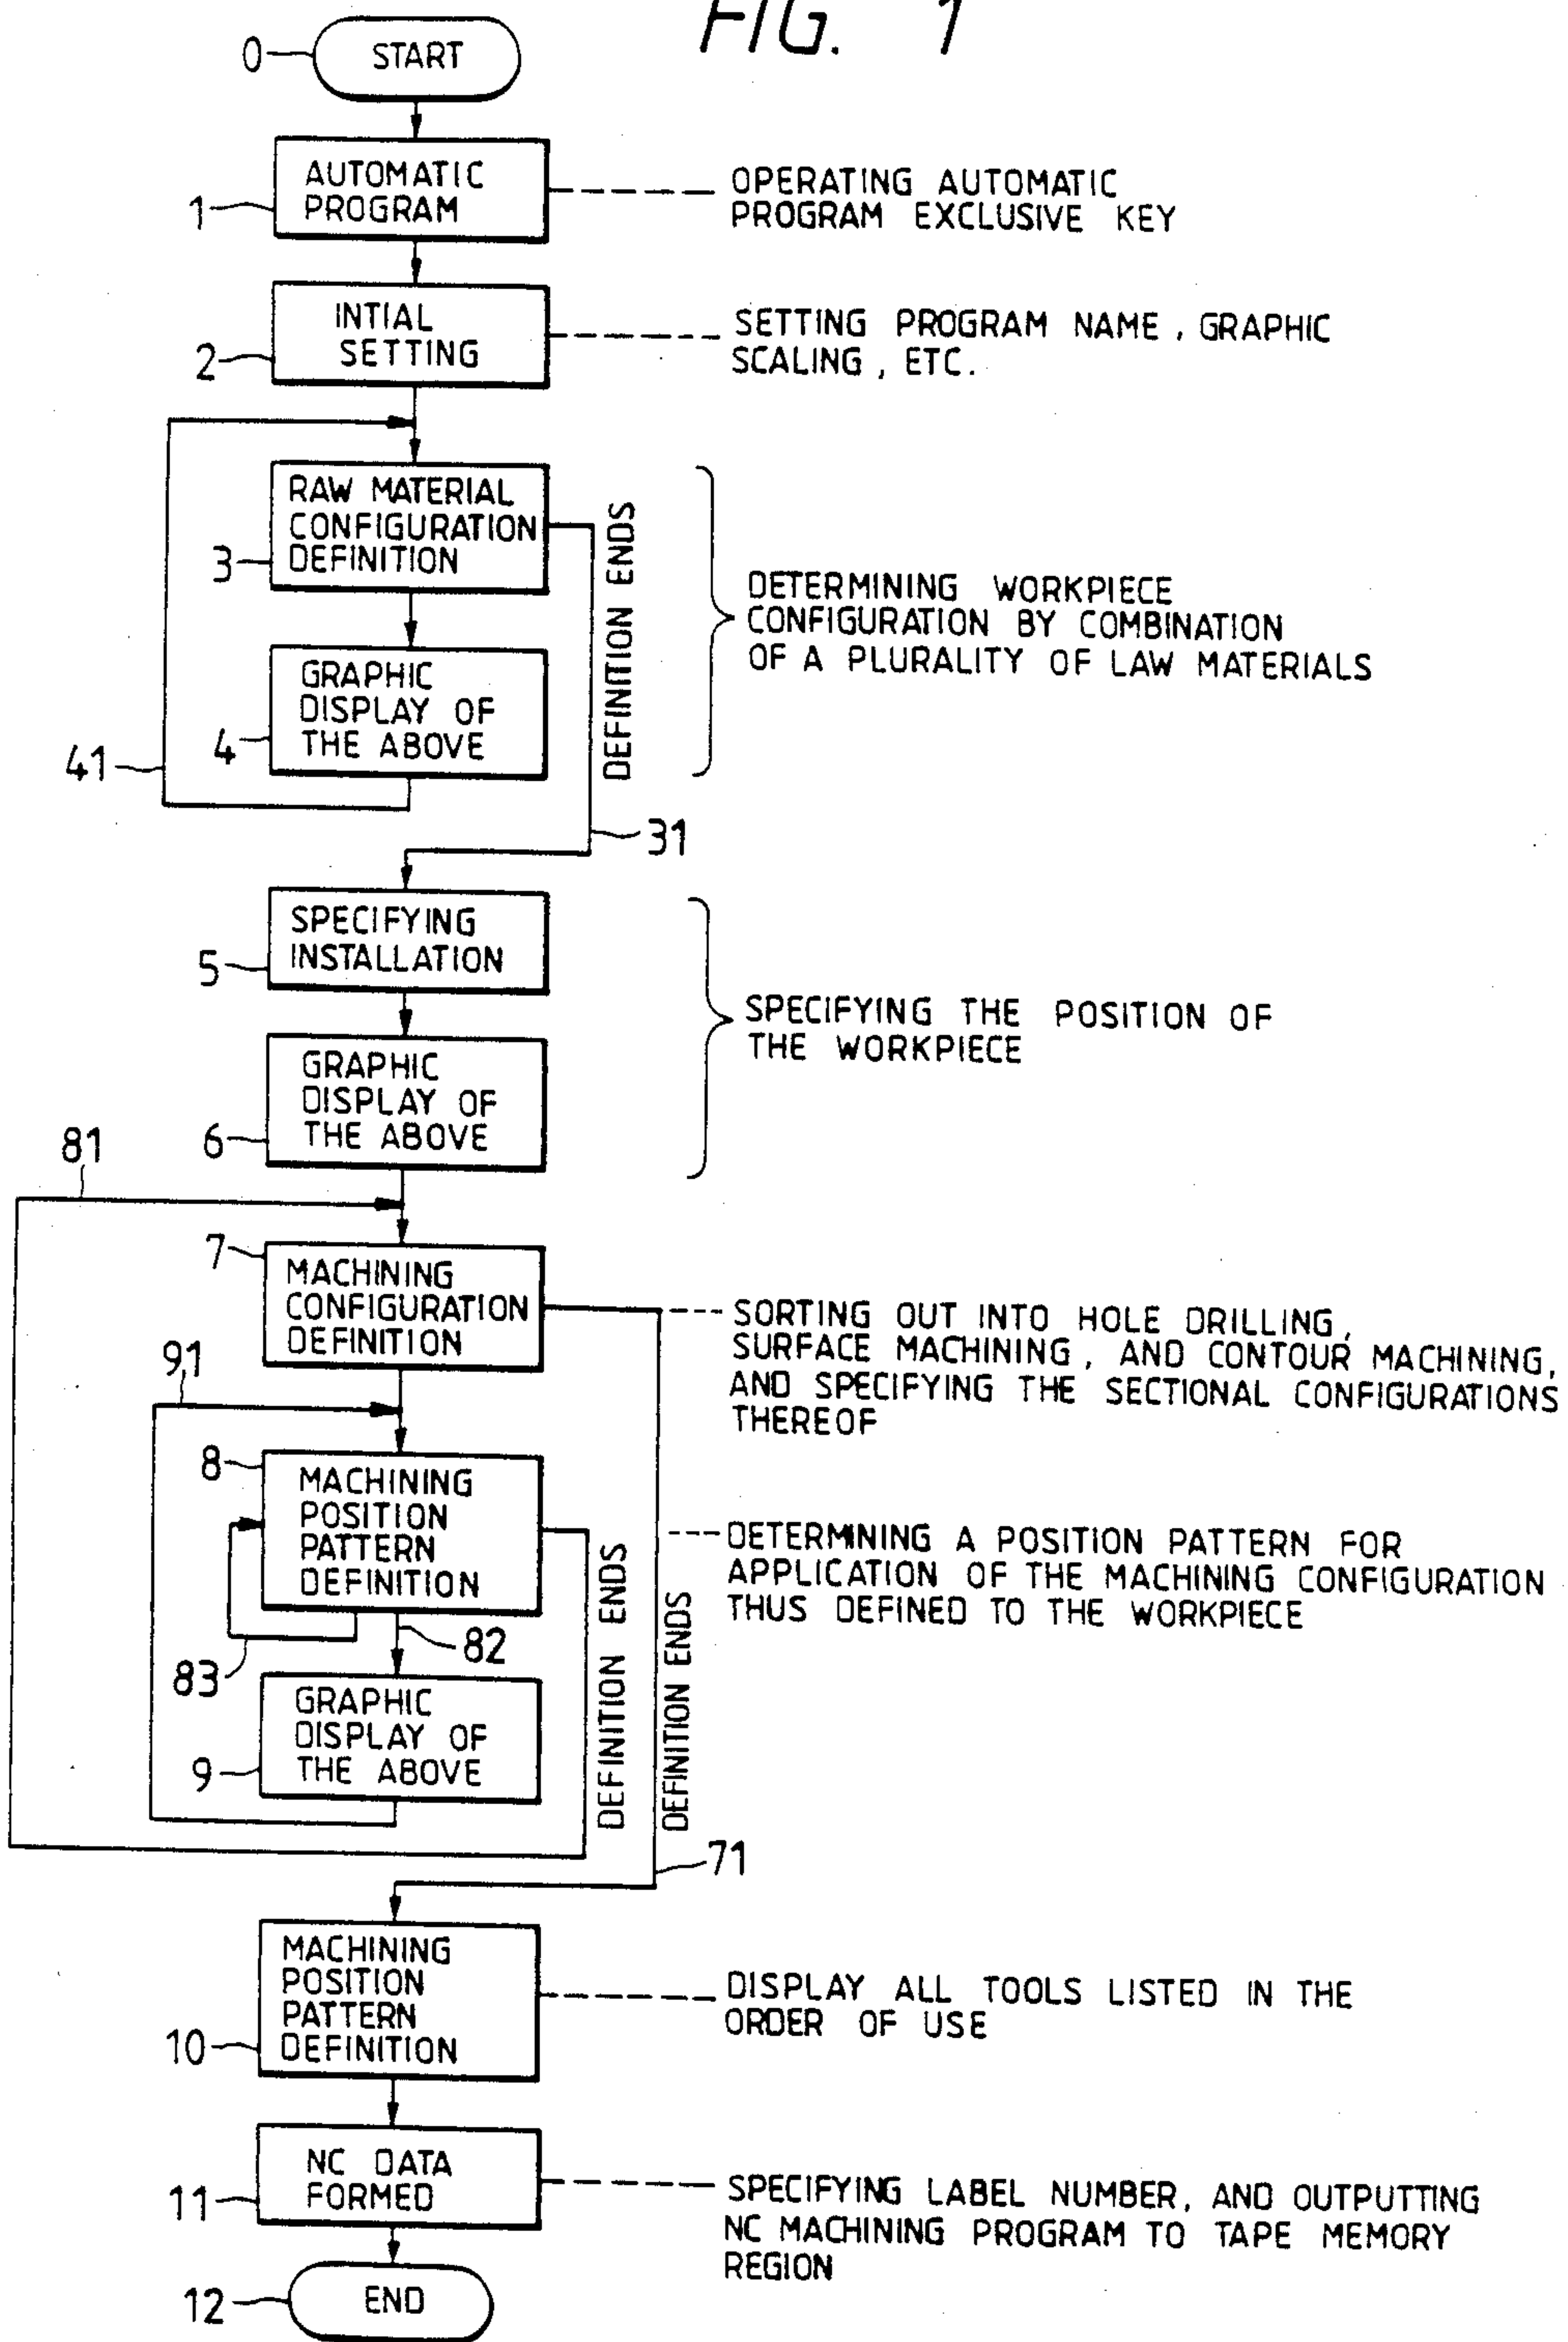 FIG. 1
0
START
AUTOMATIC
PROGRAM
1
OPERATING AUTOMATIC
PROGRAM EXCLUSIVE KEY
INTIAL
SETTING
2
SETTING PROGRAM NAME, GRAPHIC
SCALING, ETC.
RAW MATERIAL
CONFIGURATION
DEFINITION
3
DEFINITION ENDS
DETERMINING WORKPIECE
CONFIGURATION BY COMBINATION
OF A PLURALITY OF LAW MATERIALS
GRAPHIC
DISPLAY OF
THE ABOVE
4
41
31
SPECIFYING
INSTALLATION
5
SPECIFYING THE POSITION OF
THE WORKPIECE
GRAPHIC
DISPLAY OF
THE ABOVE
6
81
7
MACHINING
CONFIGURATION
DEFINITION
SORTING OUT INTO HOLE DRILLING,
SURFACE MACHINING, AND CONTOUR MACHINING,
AND SPECIFYING THE SECTIONAL CONFIGURATIONS
THEREOF
91
8
MACHINING
POSITION
PATTERN
DEFINITION
DETERMINING A POSITION PATTERN FOR
APPLICATION OF THE MACHINING CONFIGURATION
THUS DEFINED TO THE WORKPIECE
83
82
DEFINITION ENDS
DEFINITION ENDS
GRAPHIC
DISPLAY OF
THE ABOVE
9
71
MACHINING
POSITION
PATTERN
DEFINITION
10
DISPLAY ALL TOOLS LISTED IN THE
ORDER OF USE
NC DATA
FORMED
11
SPECIFYING LABEL NUMBER, AND OUTPUTTING
NC MACHINING PROGRAM TO TAPE MEMORY
REGION
12
END